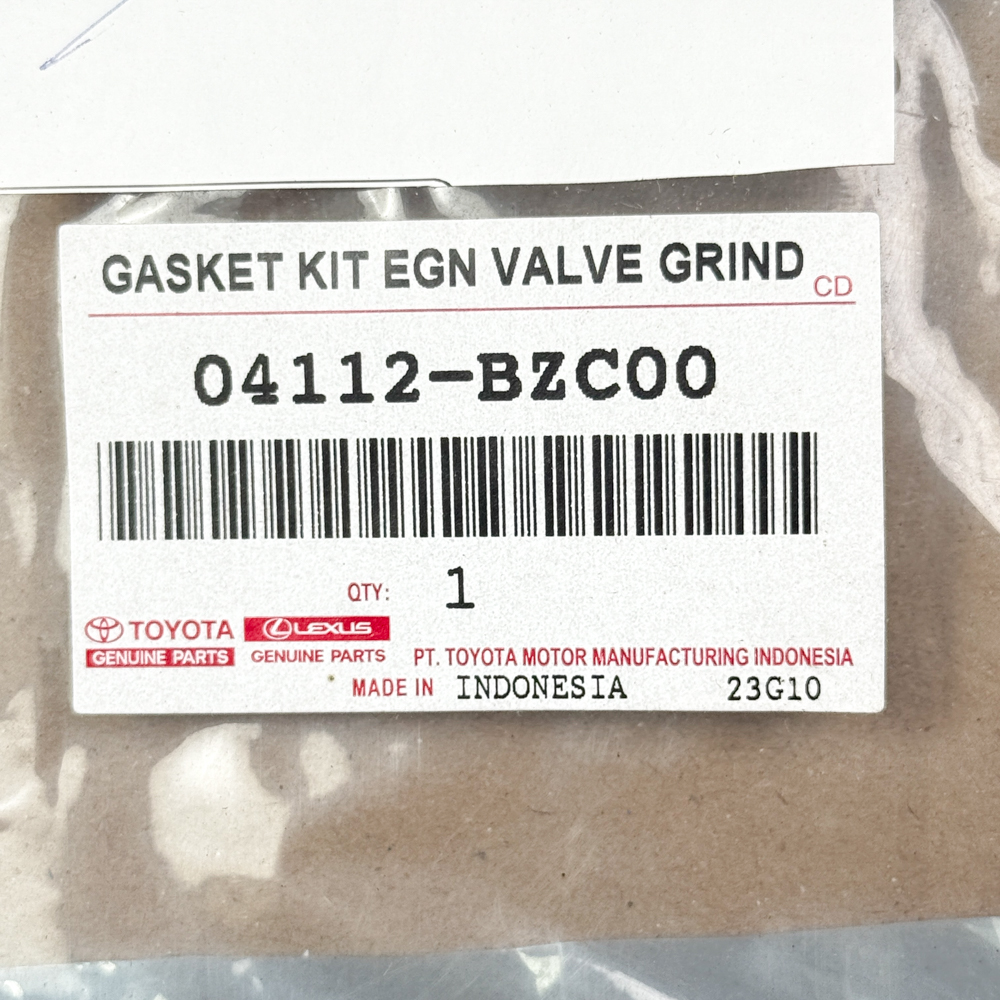 GASKET KIT EGN VALVE GRIND
CD
04112-BZC00
QTY: 1
TOYOTA LEXUS
GENUINE PARTS GENUINE PARTS PT. TOYOTA MOTOR MANUFACTURING INDONESIA
MADE IN INDONESIA 23G10